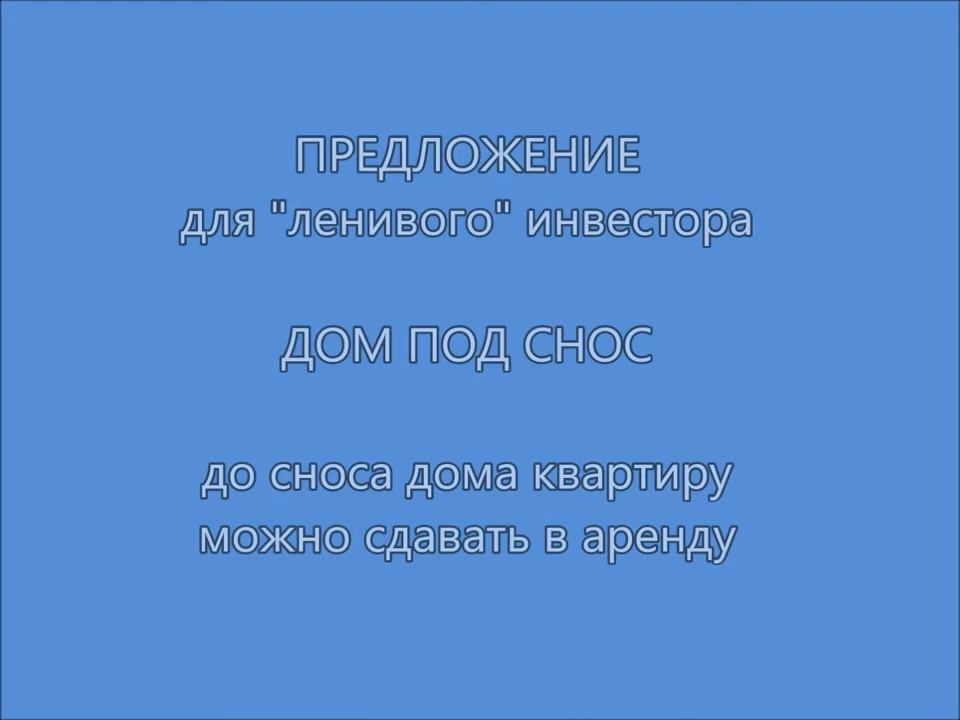 ПРЕДЛОЖЕНИЕ
для "ленивого" инвестора
ДОМ ПОД СНОС
до сноса дома квартиру
можно сдавать в аренду